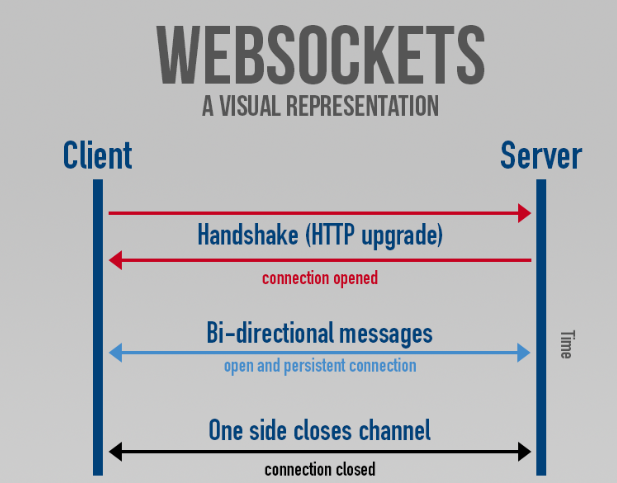 WEBSOCKETS
A VISUAL REPRESENTATION
Client
Server
Handshake (HTTP upgrade)
connection opened
Bi-directional messages
open and persistent connection
Time
One side closes channel
connection closed